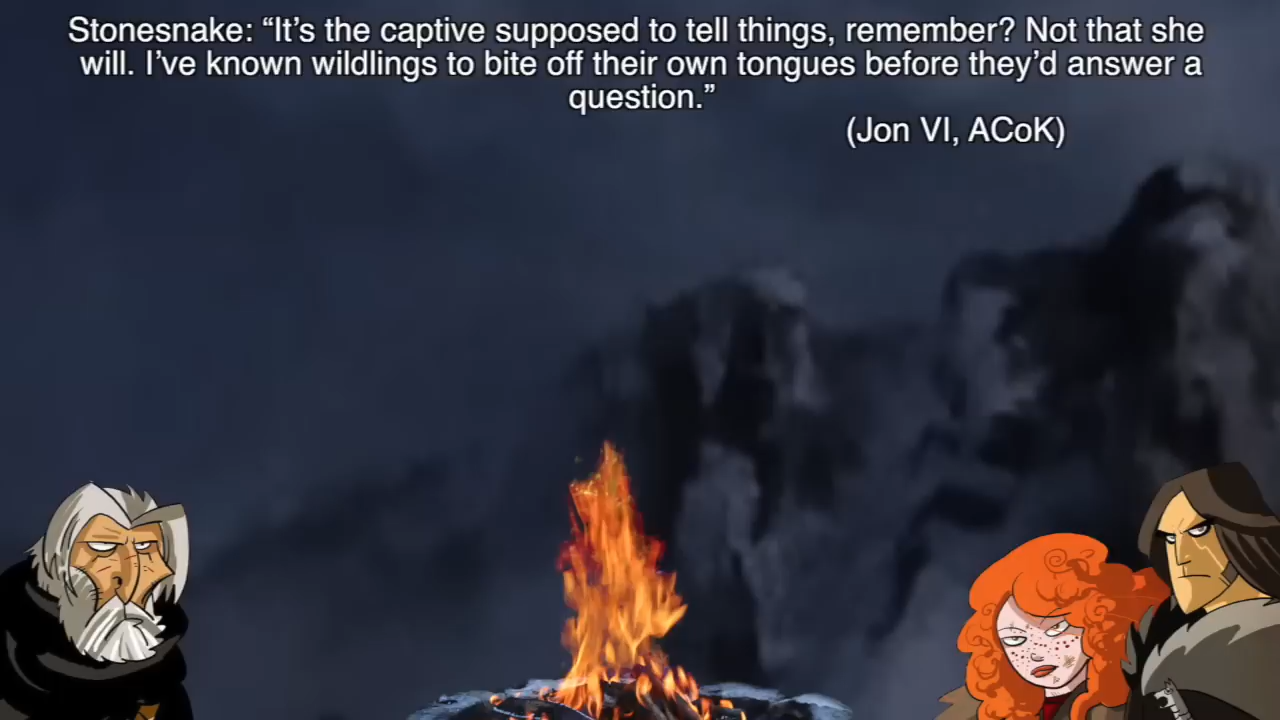 Stonesnake: “It’s the captive supposed to tell things, remember? Not that she
will. I’ve known wildlings to bite off their own tongues before they’d answer a
question.”
(Jon VI, ACoK)